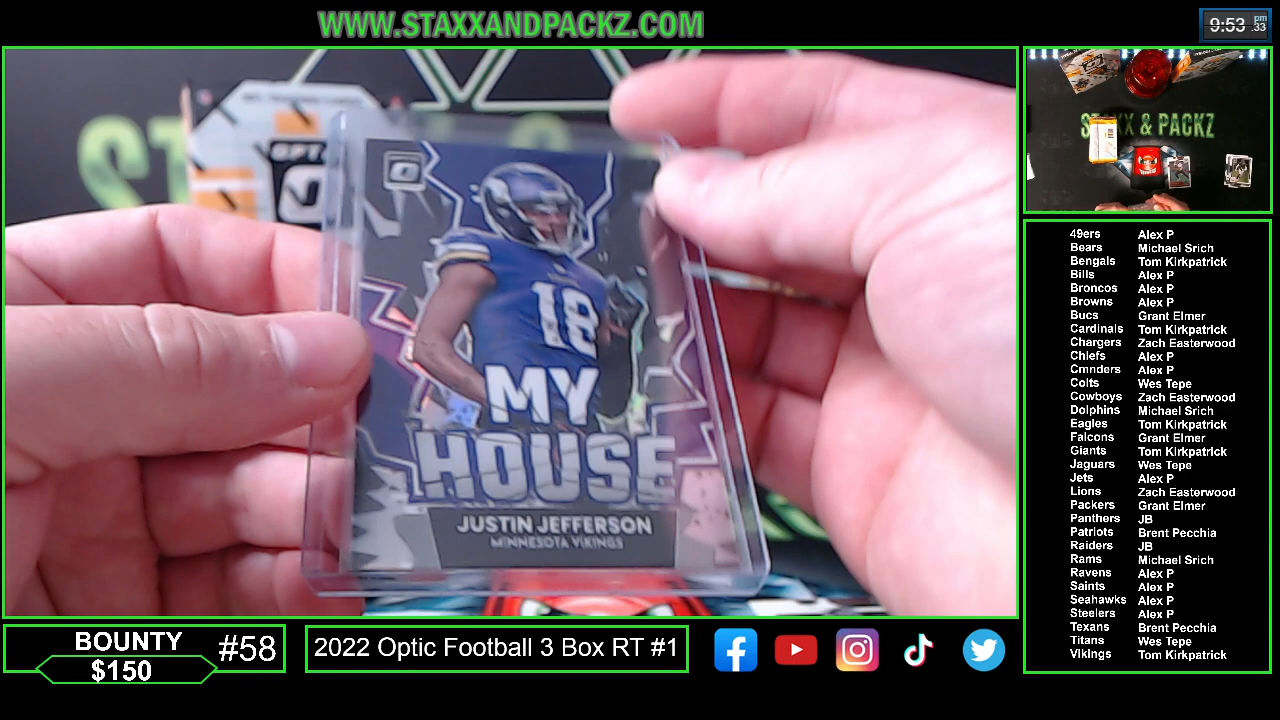 WWW.STAXXANDPACKZ.COM
9:53 pm
:33
OPT
18
MY
HOUSE
JUSTIN JEFFERSON
MINNESOTA VIKINGS
STAXX & PACKZ
49ers Alex P
Bears Michael Srich
Bengals Tom Kirkpatrick
Bills Alex P
Broncos Alex P
Browns Alex P
Bucs Grant Elmer
Cardinals Tom Kirkpatrick
Chargers Zach Easterwood
Chiefs Alex P
Cmnders Alex P
Colts Wes Tepe
Cowboys Zach Easterwood
Dolphins Michael Srich
Eagles Tom Kirkpatrick
Falcons Grant Elmer
Giants Tom Kirkpatrick
Jaguars Wes Tepe
Jets Alex P
Lions Zach Easterwood
Packers Grant Elmer
Panthers JB
Patriots Brent Pecchia
Raiders JB
Rams Michael Srich
Ravens Alex P
Saints Alex P
Seahawks Alex P
Steelers Alex P
Texans Brent Pecchia
Titans Wes Tepe
Vikings Tom Kirkpatrick
BOUNTY
$150
#58
2022 Optic Football 3 Box RT #1